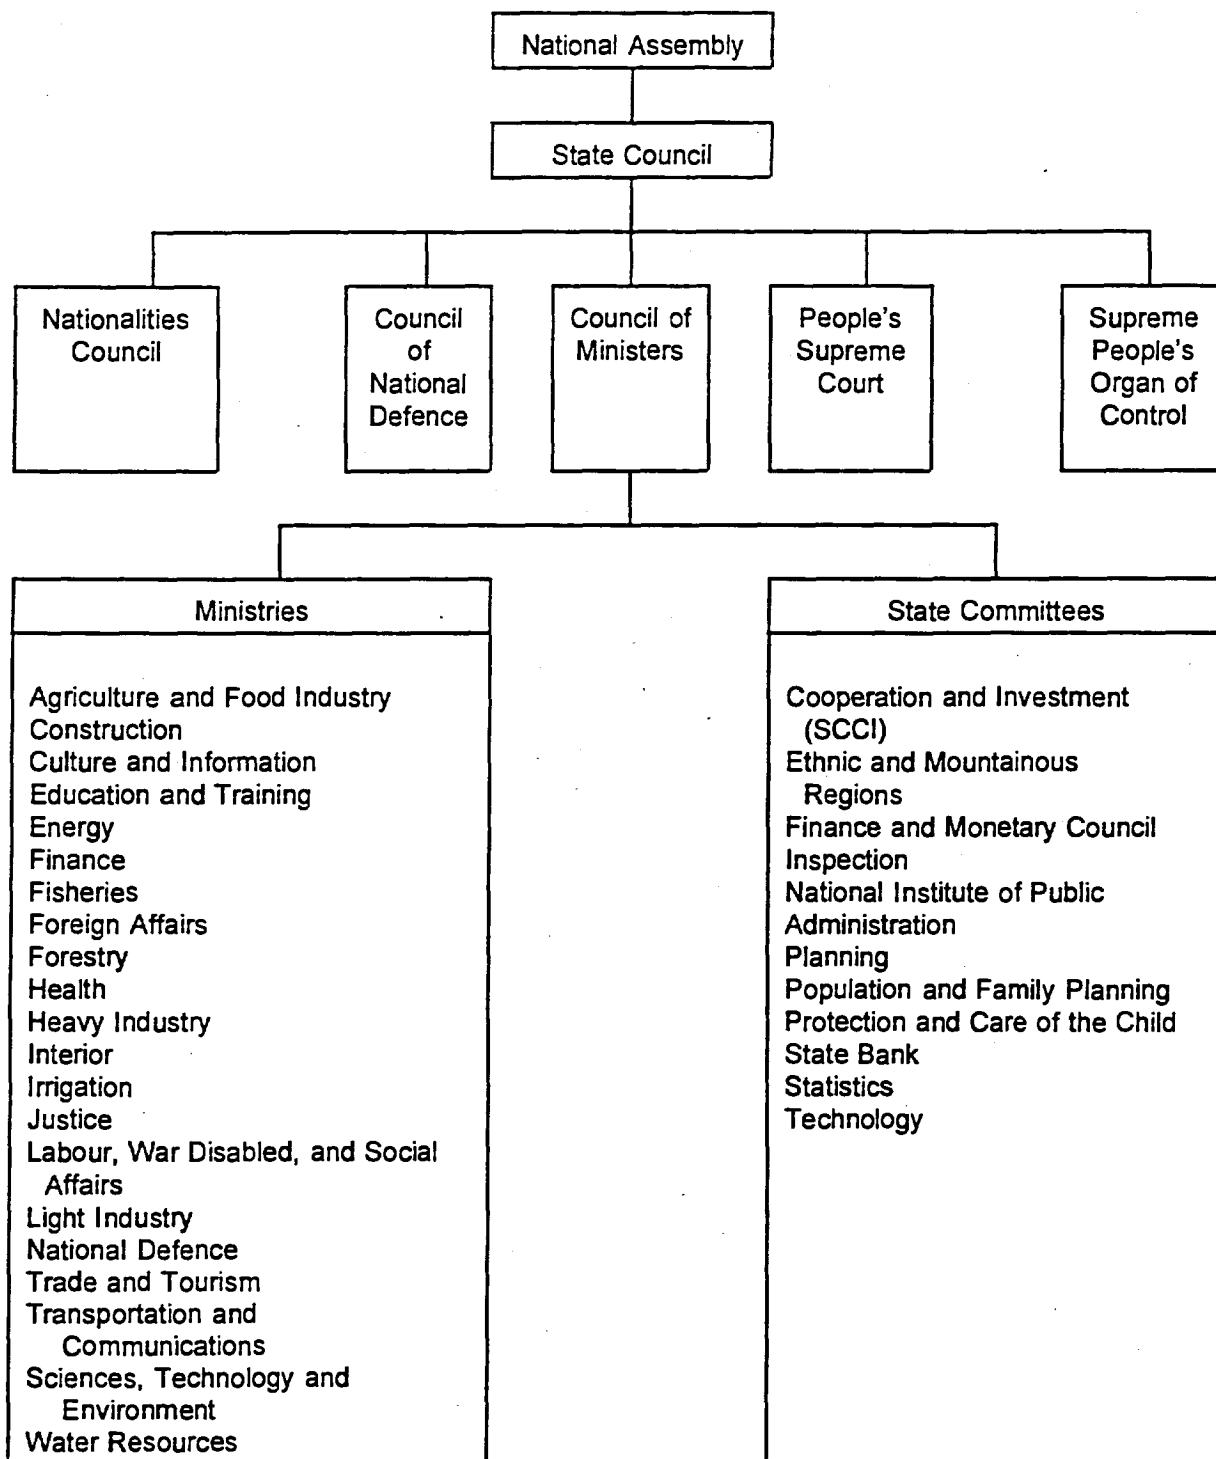 National Assembly
State Council
Nationalities
Council
Council
of
National
Defence
Council of
Ministers
People's
Supreme
Court
Supreme
People's
Organ of
Control
Ministries
Agriculture and Food Industry
Construction
Culture and Information
Education and Training
Energy
Finance
Fisheries
Foreign Affairs
Forestry
Health
Heavy Industry
Interior
Irrigation
Justice
Labour, War Disabled, and Social
Affairs
Light Industry
National Defence
Trade and Tourism
Transportation and
Communications
Sciences, Technology and
Environment
Water Resources
State Committees
Cooperation and Investment
(SCCI)
Ethnic and Mountainous
Regions
Finance and Monetary Council
Inspection
National Institute of Public
Administration
Planning
Population and Family Planning
Protection and Care of the Child
State Bank
Statistics
Technology